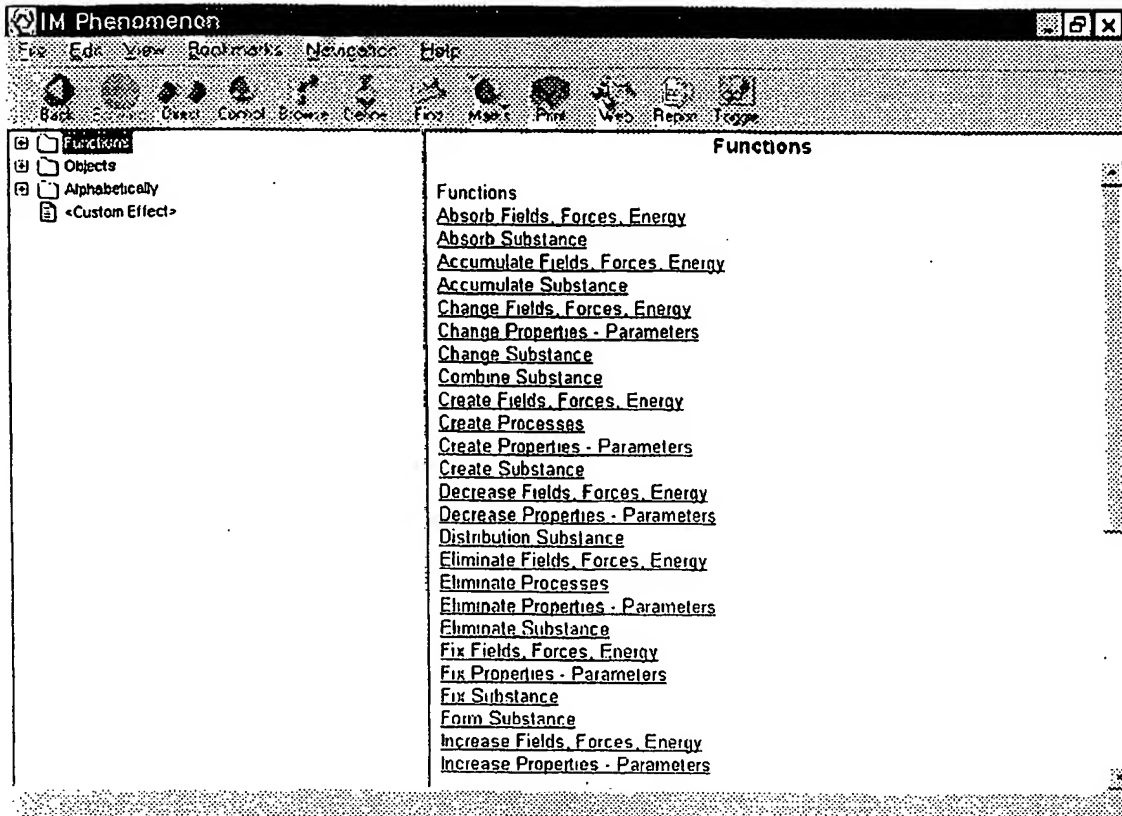 IM Phenomenon
Edit View Bookmarks Navigation Help
Back Direct Control Browse Define Find Marks Print Web Report Toggle
Functions
Objects
Alphabetically
<Custom Effect>
Functions
Functions
Absorb Fields, Forces, Energy
Absorb Substance
Accumulate Fields, Forces, Energy
Accumulate Substance
Change Fields, Forces, Energy
Change Properties - Parameters
Change Substance
Combine Substance
Create Fields, Forces, Energy
Create Processes
Create Properties - Parameters
Create Substance
Decrease Fields, Forces, Energy
Decrease Properties - Parameters
Distribution Substance
Eliminate Fields, Forces, Energy
Eliminate Processes
Eliminate Properties - Parameters
Eliminate Substance
Fix Fields, Forces, Energy
Fix Properties - Parameters
Fix Substance
Form Substance
Increase Fields, Forces, Energy
Increase Properties - Parameters